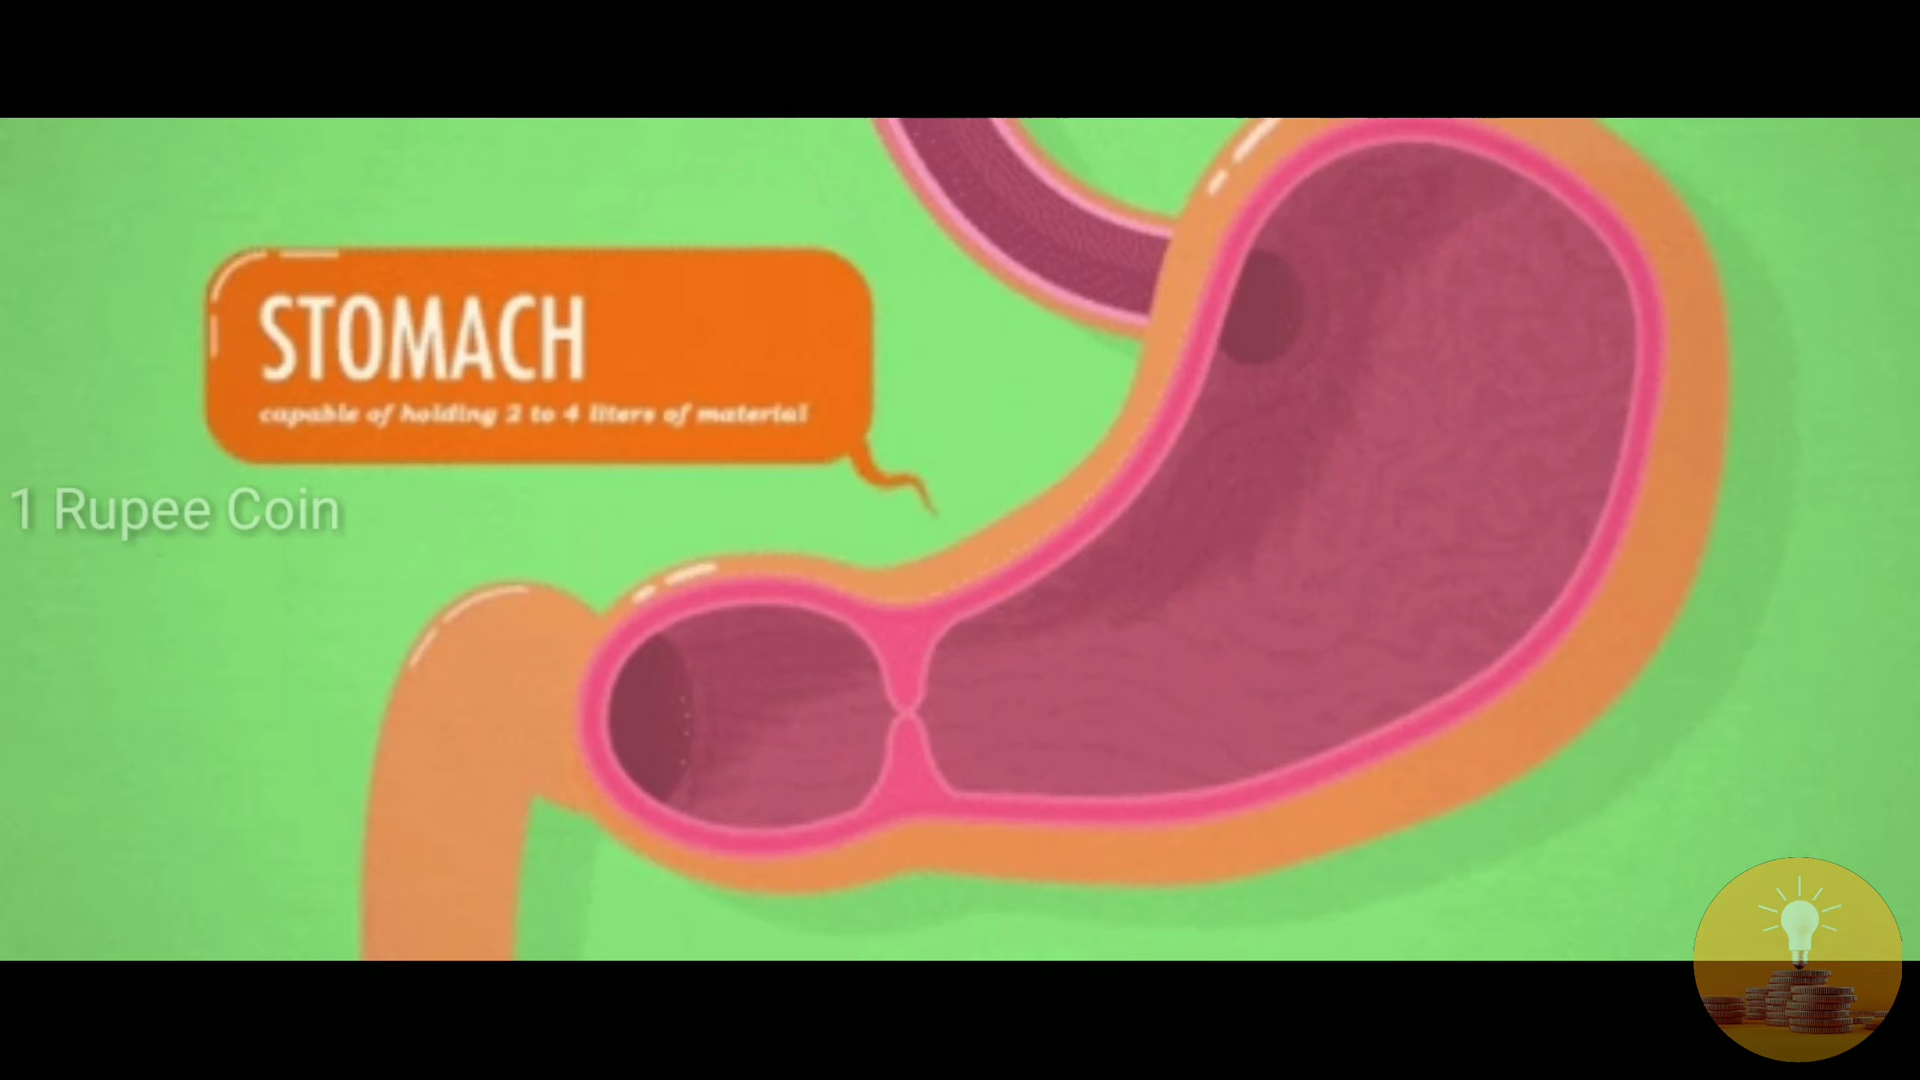 STOMACH
capable of holding 2 to 4 liters of material
1 Rupee Coin